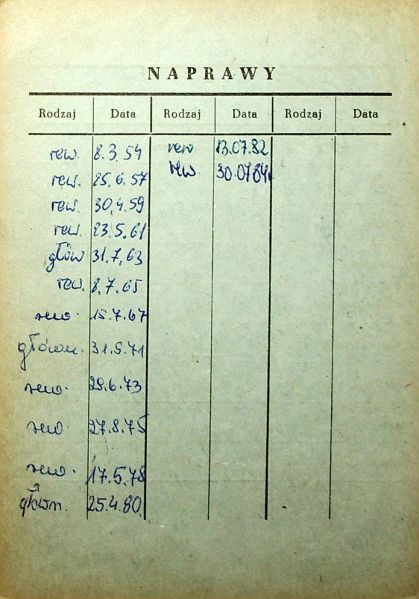 NAPRAWY
Rodzaj Data Rodzaj Data Rodzaj Data
rew. 8.3.54 rew 13.07.82
rew. 25.6.57 rew 30.07.84
rew. 30.4.59
rew. 23.5.61
głów 31.7.63
rew. 8.7.65
rew. 15.7.67
główn. 31.5.71
rew. 28.6.73
rew 27.8.75
rew. 17.5.78
główn. 25.4.80.